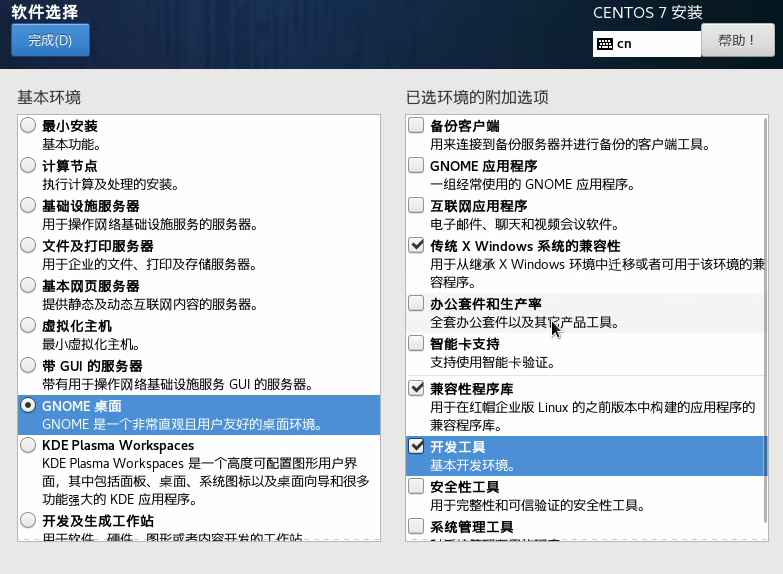 软件选择
CENTOS 7 安装
完成(D)
cn
帮助！
基本环境
已选环境的附加选项
最小安装
基本功能。
计算节点
执行计算及处理的安装。
基础设施服务器
用于操作网络基础设施服务的服务器。
文件及打印服务器
用于企业的文件、打印及存储服务器。
基本网页服务器
提供静态及动态互联网内容的服务器。
虚拟化主机
最小虚拟化主机。
带 GUI 的服务器
带有用于操作网络基础设施服务 GUI 的服务器。
GNOME 桌面
GNOME 是一个非常直观且用户友好的桌面环境。
KDE Plasma Workspaces
KDE Plasma Workspaces 是一个高度可配置图形用户界
面，其中包括面板、桌面、系统图标以及桌面向导和很多
功能强大的 KDE 应用程序。
开发及生成工作站
用于软件、硬件、图形或者内容开发的工作站
备份客户端
用来连接到备份服务器并进行备份的客户端工具。
GNOME 应用程序
一组经常使用的 GNOME 应用程序。
互联网应用程序
电子邮件、聊天和视频会议软件。
传统 X Windows 系统的兼容性
用于从继承 X Windows 环境中迁移或者可用于该环境的兼
容程序。
办公套件和生产率
全套办公套件以及其它产品工具。
智能卡支持
支持使用智能卡验证。
兼容性程序库
用于在红帽企业版 Linux 的之前版本中构建的应用程序的
兼容程序库。
开发工具
基本开发环境。
安全性工具
用于完整性和可信验证的安全性工具。
系统管理工具